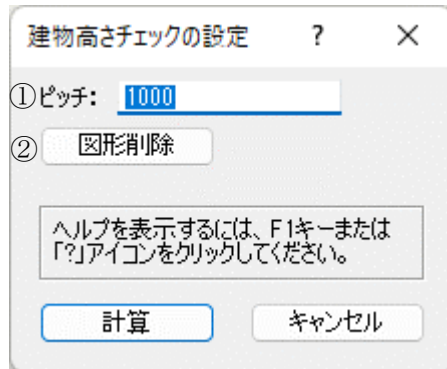 建物高さチェックの設定 ? ×
①ピッチ: 1000
② 図形削除
ヘルプを表示するには、F1キーまたは
「?」アイコンをクリックしてください。
計算 キャンセル